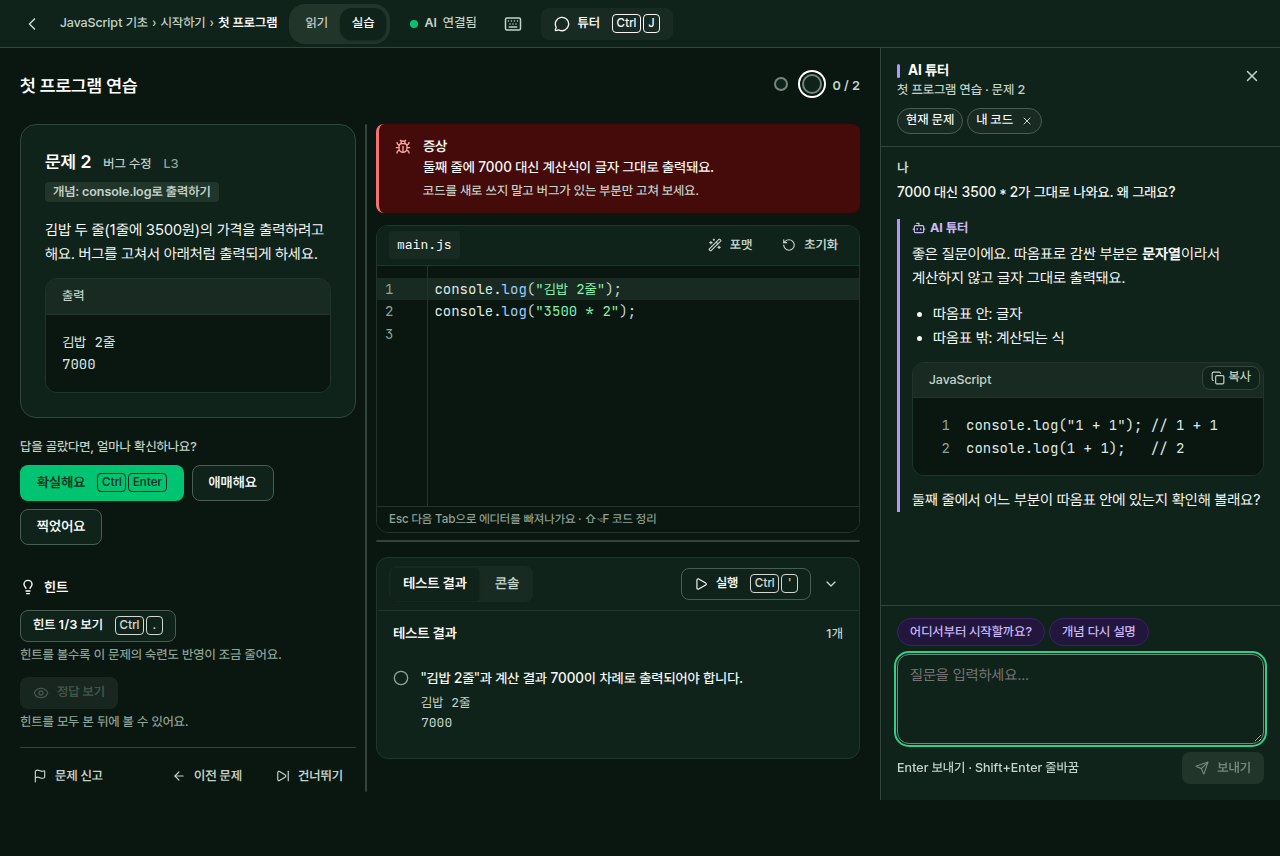 JavaScript 기초 › 시작하기 › 첫 프로그램
읽기 실습
AI 연결됨
튜터 Ctrl J
첫 프로그램 연습
0 / 2
문제 2 버그 수정 L3
개념: console.log로 출력하기
김밥 두 줄(1줄에 3500원)의 가격을 출력하려고
해요. 버그를 고쳐서 아래처럼 출력되게 하세요.
출력
김밥 2줄
7000
답을 골랐다면, 얼마나 확신하나요?
확실해요 Ctrl Enter
애매해요
찍었어요
힌트
힌트 1/3 보기 Ctrl .
힌트를 볼수록 이 문제의 숙련도 반영이 조금 줄어요.
정답 보기
힌트를 모두 본 뒤에 볼 수 있어요.
문제 신고
이전 문제
건너뛰기
증상
둘째 줄에 7000 대신 계산식이 글자 그대로 출력돼요.
코드를 새로 쓰지 말고 버그가 있는 부분만 고쳐 보세요.
main.js
포맷
초기화
1 console.log("김밥 2줄");
2 console.log("3500 * 2");
3
Esc 다음 Tab으로 에디터를 빠져나가요 · ⇧⌥F 코드 정리
테스트 결과 콘솔
실행 Ctrl '
테스트 결과
1개
"김밥 2줄"과 계산 결과 7000이 차례로 출력되어야 합니다.
김밥 2줄
7000
AI 튜터
첫 프로그램 연습 · 문제 2
현재 문제
내 코드 ×
나
7000 대신 3500 * 2가 그대로 나와요. 왜 그래요?
AI 튜터
좋은 질문이에요. 따옴표로 감싼 부분은 문자열이라서
계산하지 않고 글자 그대로 출력돼요.
• 따옴표 안: 글자
• 따옴표 밖: 계산되는 식
JavaScript
복사
1 console.log("1 + 1"); // 1 + 1
2 console.log(1 + 1);   // 2
둘째 줄에서 어느 부분이 따옴표 안에 있는지 확인해 볼래요?
어디서부터 시작할까요?
개념 다시 설명
질문을 입력하세요...
Enter 보내기 · Shift+Enter 줄바꿈
보내기